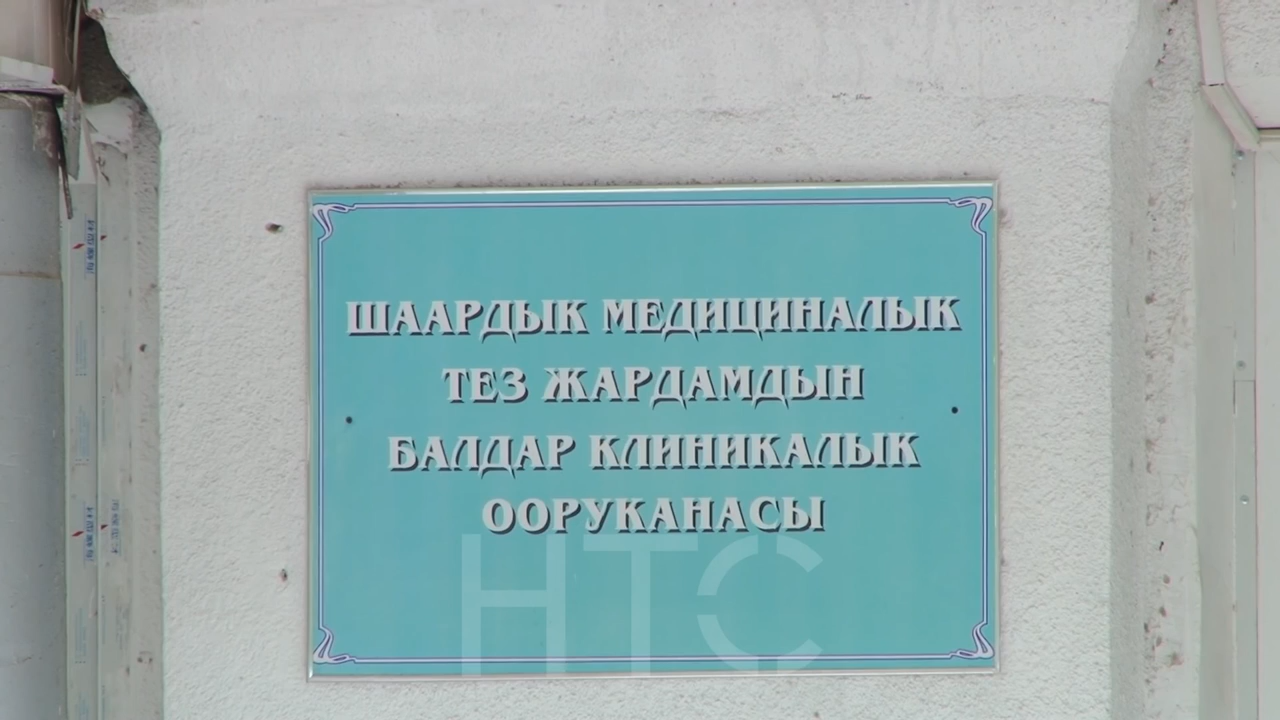 ШААРДЫК МЕДИЦИНАЛЫК
ТЕЗ ЖАРДАМДЫН
БАЛДАР КЛИНИКАЛЫК
ООРУКАНАСЫ
НТС